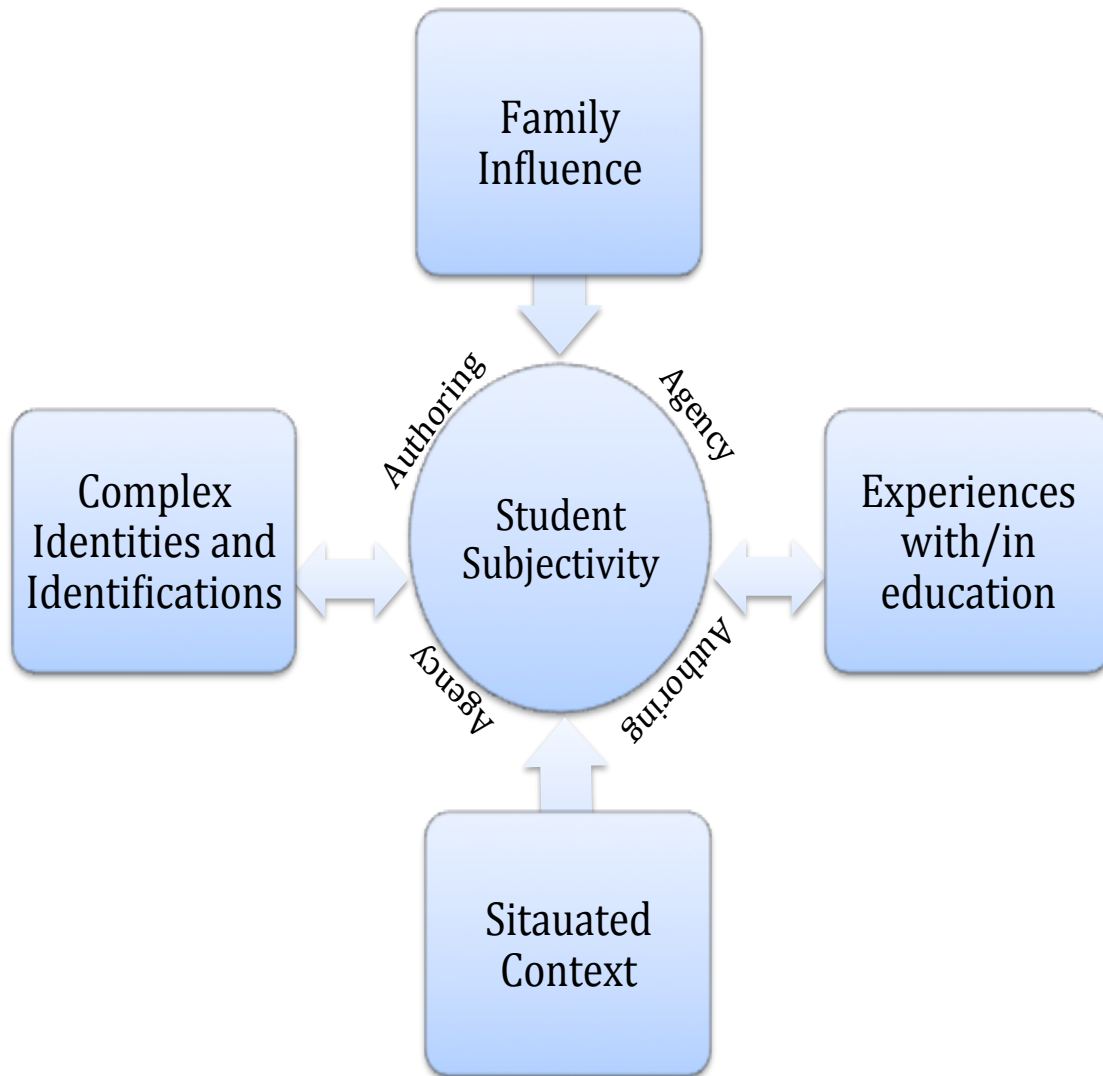 Family
Influence
Authoring
Agency
Complex
Identities and
Identifications
Student
Subjectivity
Experiences
with/in
education
Agency
Authoring
Sitauated
Context